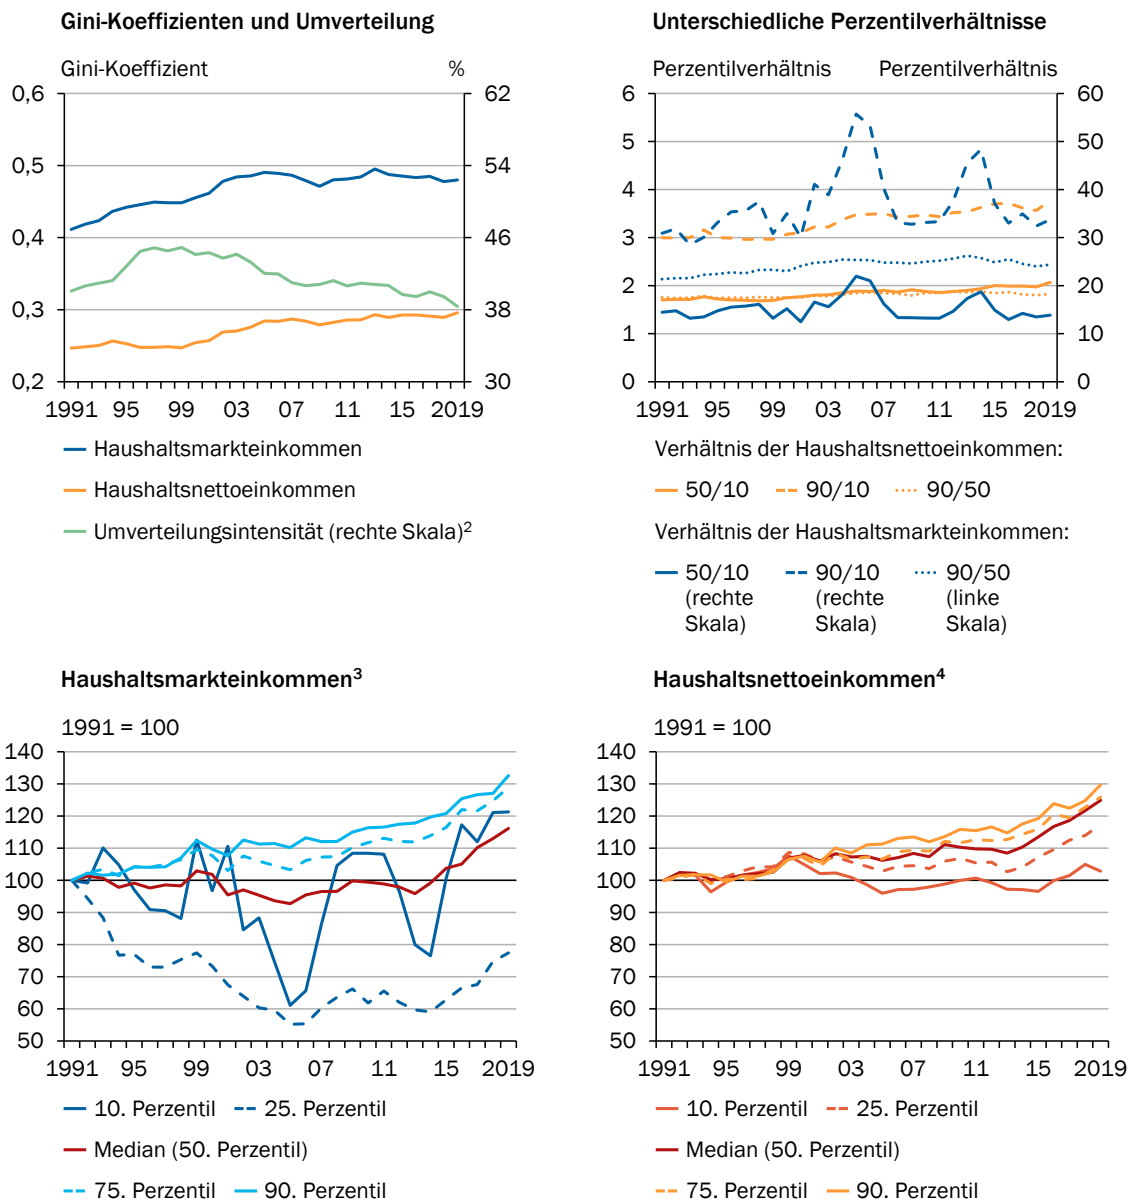 Gini-Koeffizienten und Umverteilung
Gini-Koeffizient %
0,6 62
0,5 54
0,4 46
0,3 38
0,2 30
1991 95 99 03 07 11 15 2019
Haushaltsmarkteinkommen
Haushaltsnettoeinkommen
Umverteilungsintensität (rechte Skala)²
Unterschiedliche Perzentilverhältnisse
Perzentilverhältnis Perzentilverhältnis
6 60
5 50
4 40
3 30
2 20
1 10
0 0
1991 95 99 03 07 11 15 2019
Verhältnis der Haushaltsnettoeinkommen:
50/10 90/10 90/50
Verhältnis der Haushaltsmarkteinkommen:
50/10 90/10 90/50
(rechte (rechte (linke
Skala) Skala) Skala)
Haushaltsmarkteinkommen³
1991 = 100
140
130
120
110
100
90
80
70
60
50
1991 95 99 03 07 11 15 2019
10. Perzentil 25. Perzentil
Median (50. Perzentil)
75. Perzentil 90. Perzentil
Haushaltsnettoeinkommen⁴
1991 = 100
140
130
120
110
100
90
80
70
60
50
1991 95 99 03 07 11 15 2019
10. Perzentil 25. Perzentil
Median (50. Perzentil)
75. Perzentil 90. Perzentil